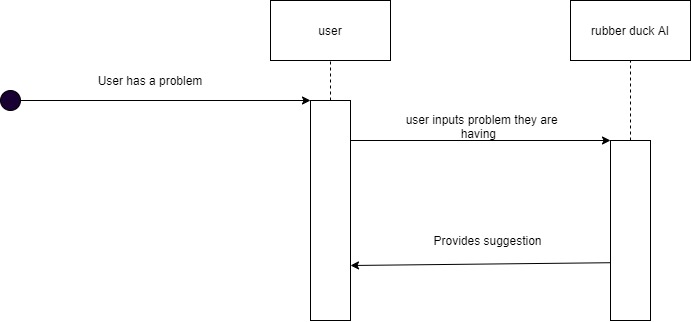 user
rubber duck AI
User has a problem
user inputs problem they are
having
Provides suggestion